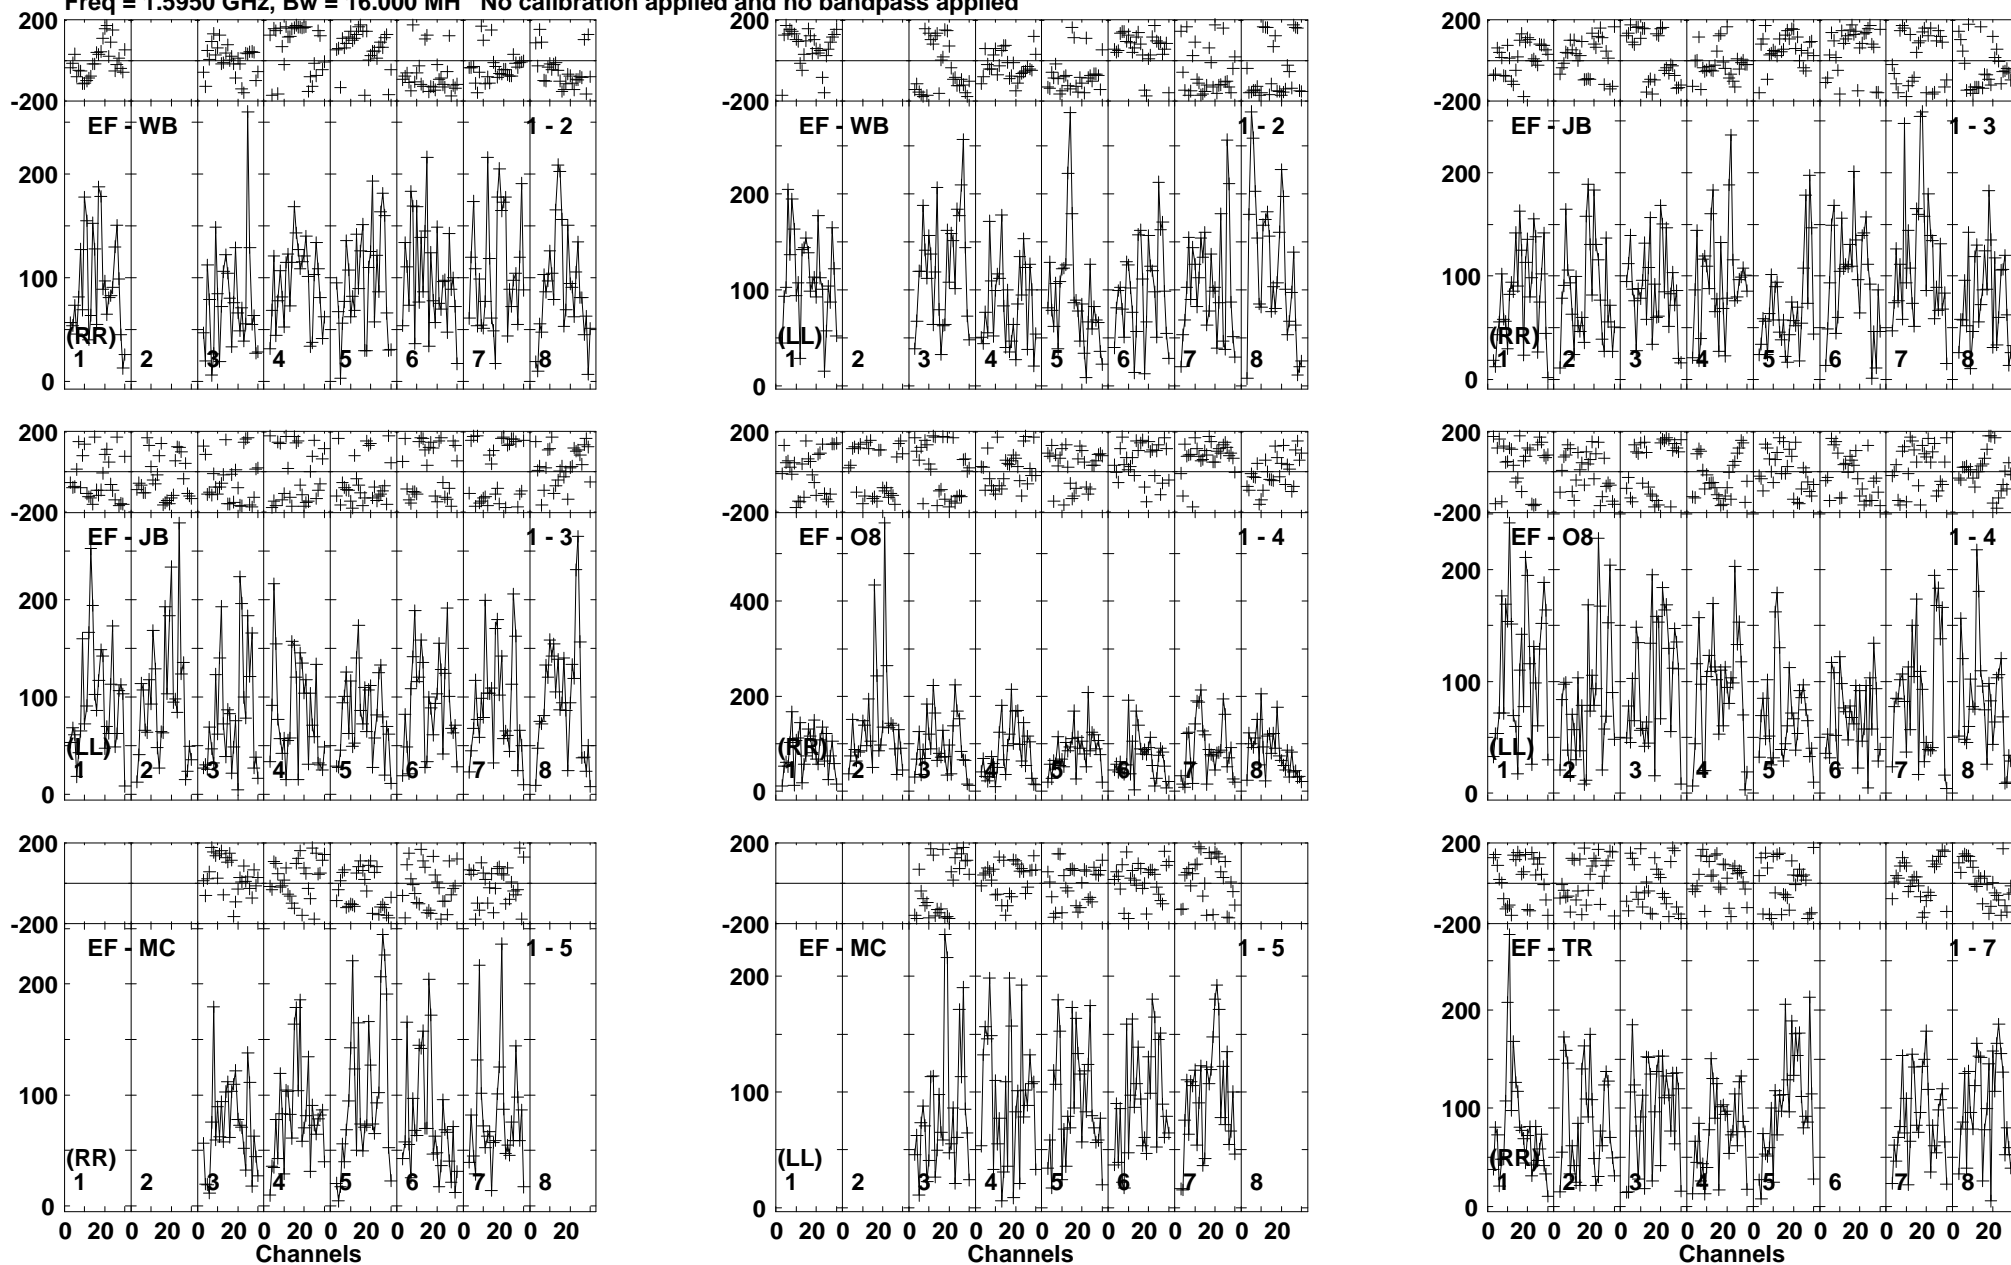 Freq = 1.5950 GHz, Bw = 16.000 MH No calibration applied and no bandpass applied
200 200 200
-200 -200 -200
EF - WB 1 - 2 EF - WB 1 - 2 EF - JB 1 - 3
200 200 200
100 100 100
(RR) (LL) (RR)
1 2 3 4 5 6 7 8 1 2 3 4 5 6 7 8 1 2 3 4 5 6 7 8
0 0 0
200 200 200
-200 -200 -200
EF - JB 1 - 3 EF - O8 1 - 4 EF - O8 1 - 4
200 400 200
100 200 100
(LL) (RR) (LL)
1 2 3 4 5 6 7 8 1 2 3 4 5 6 7 8 1 2 3 4 5 6 7 8
0 0 0
200 200 200
-200 -200 -200
EF - MC 1 - 5 EF - MC 1 - 5 EF - TR 1 - 7
200 200 200
100 100 100
(RR) (LL) (RR)
1 2 3 4 5 6 7 8 1 2 3 4 5 6 7 8 1 2 3 4 5 6 7 8
0 0 0
0 20 0 20 0 20 0 20 0 20 0 20 0 20 0 20 0 20 0 20 0 20 0 20 0 20 0 20 0 20 0 20 0 20 0 20 0 20 0 20 0 20 0 20 0 20 0 20
Channels Channels Channels